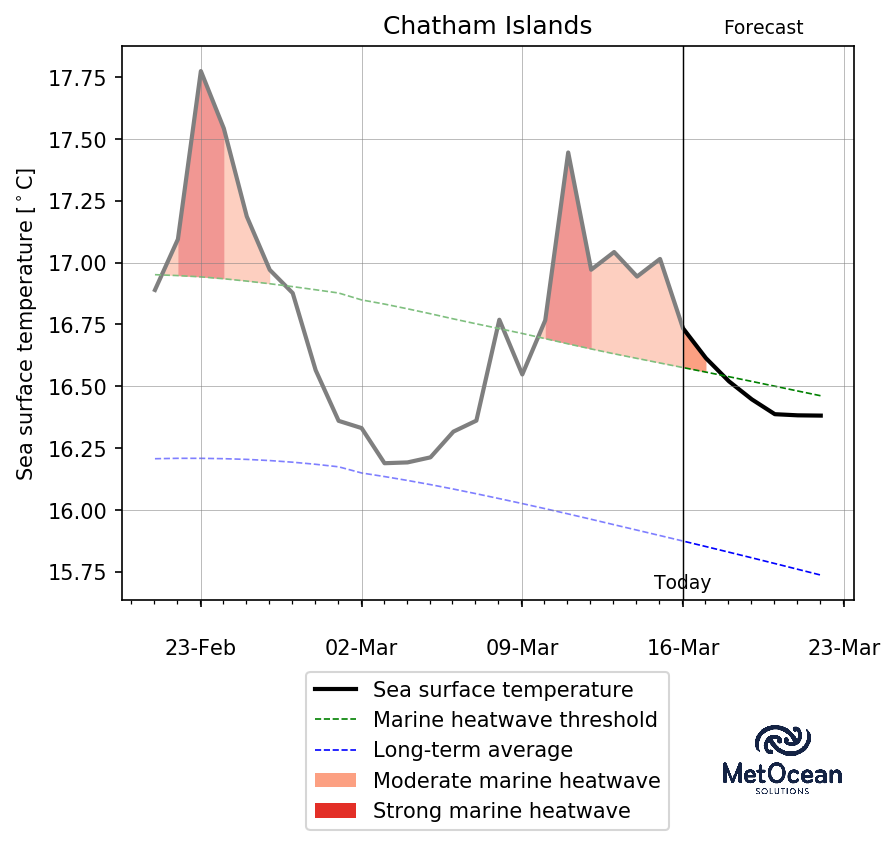 Chatham Islands
Forecast
Sea surface temperature [°C]
17.75
17.50
17.25
17.00
16.75
16.50
16.25
16.00
15.75
Today
23-Feb 02-Mar 09-Mar 16-Mar 23-Mar
Sea surface temperature
Marine heatwave threshold
Long-term average
Moderate marine heatwave
Strong marine heatwave
MetOcean
SOLUTIONS